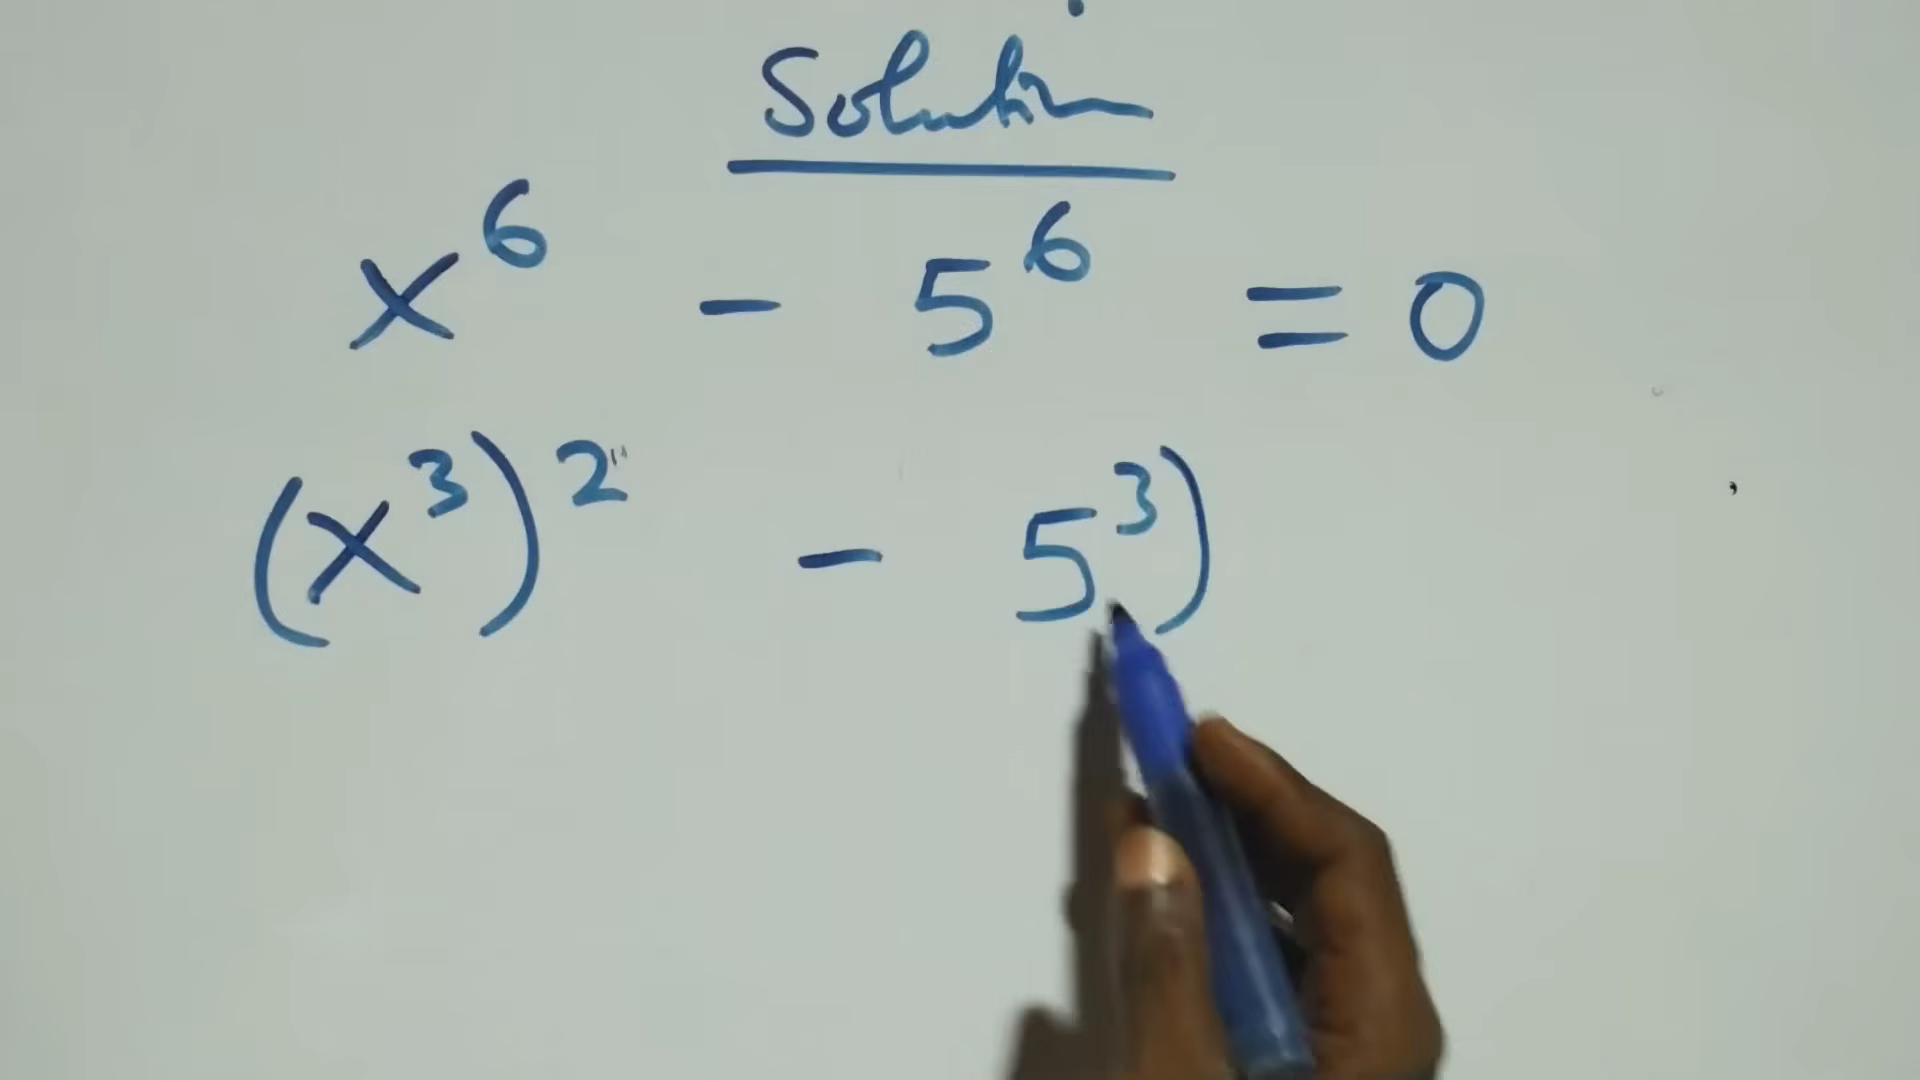 Solution
x⁶ - 5⁶ = 0
(x³)² - 5³)